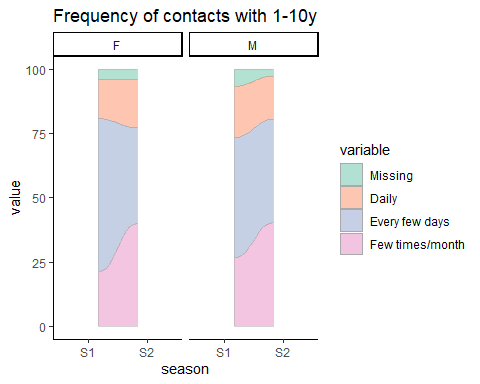 Frequency of contacts with 1-10y
F
M
100
75
50
25
0
value
S1
S2
S1
S2
season
variable
Missing
Daily
Every few days
Few times/month